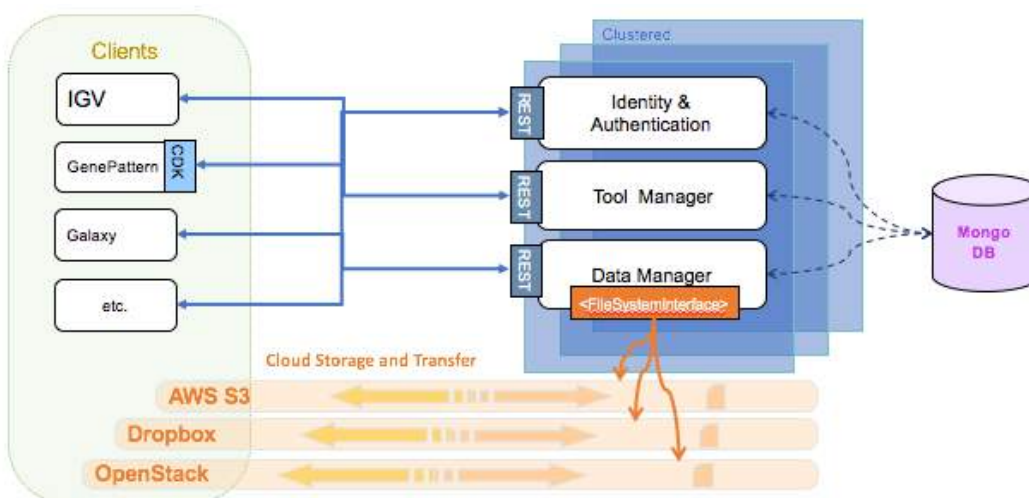 Clients
Clustered
IGV
GenePattern
CDK
Galaxy
etc.
REST
Identity &
Authentication
REST
Tool Manager
REST
Data Manager
<FileSystemInterface>
Mongo
DB
Cloud Storage and Transfer
AWS S3
Dropbox
OpenStack